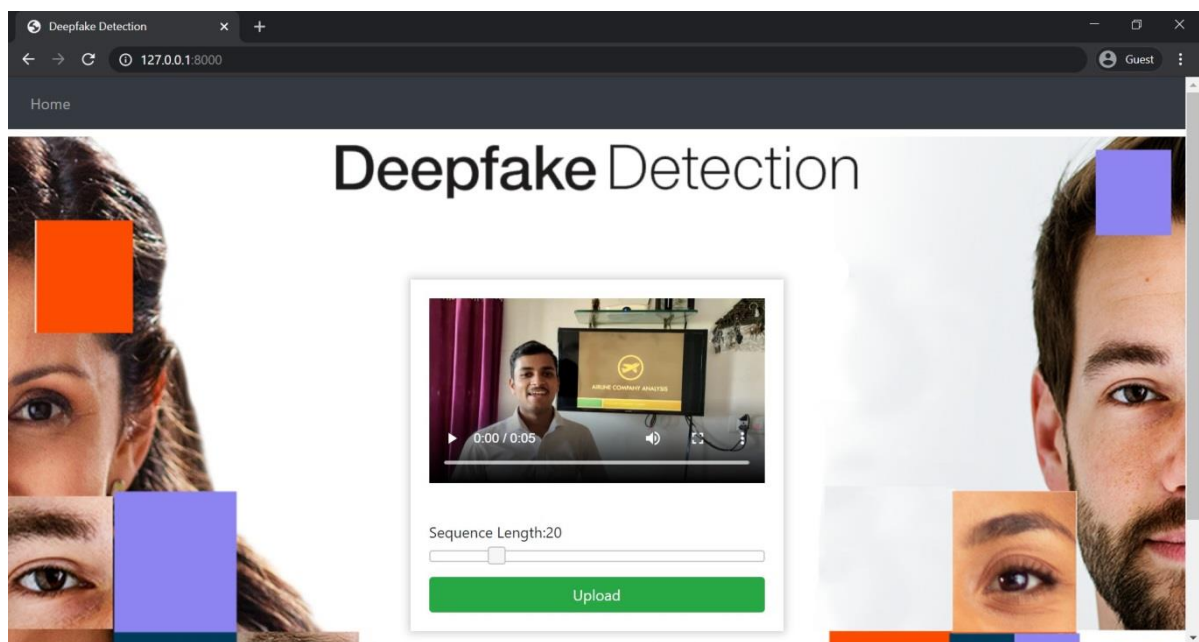 Deepfake Detection
127.0.0.1:8000
Guest
Home
Deepfake Detection
AIRLINE COMPANY ANALYSIS
0:00 / 0:05
Sequence Length:20
Upload